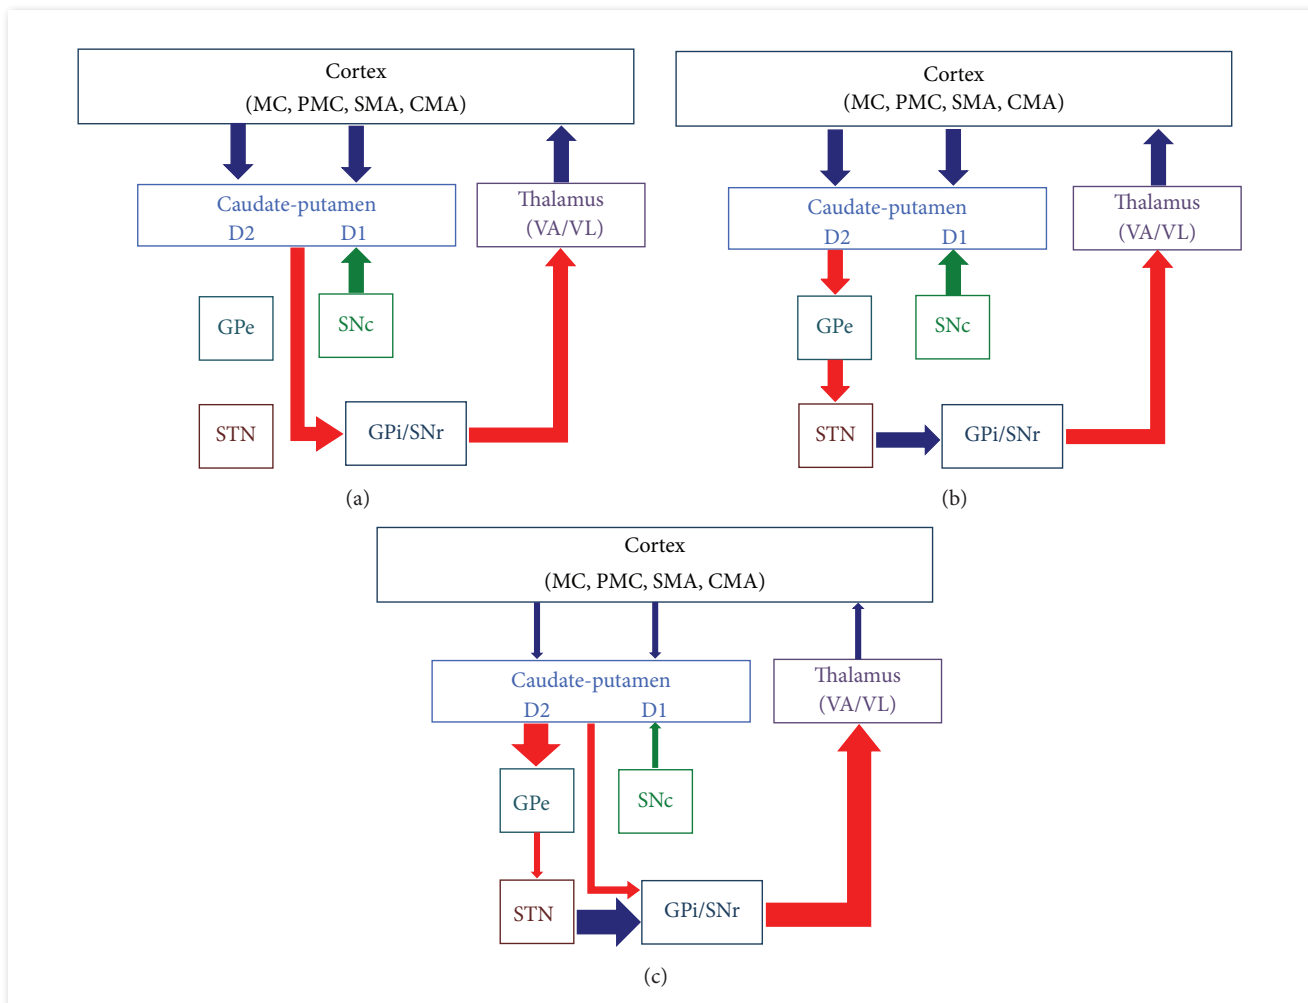 Cortex
(MC, PMC, SMA, CMA)
Caudate-putamen
D2 D1
Thalamus
(VA/VL)
GPe
SNc
STN
GPi/SNr
(a)
Cortex
(MC, PMC, SMA, CMA)
Caudate-putamen
D2 D1
Thalamus
(VA/VL)
GPe
SNc
STN
GPi/SNr
(b)
Cortex
(MC, PMC, SMA, CMA)
Caudate-putamen
D2 D1
Thalamus
(VA/VL)
GPe
SNc
STN
GPi/SNr
(c)